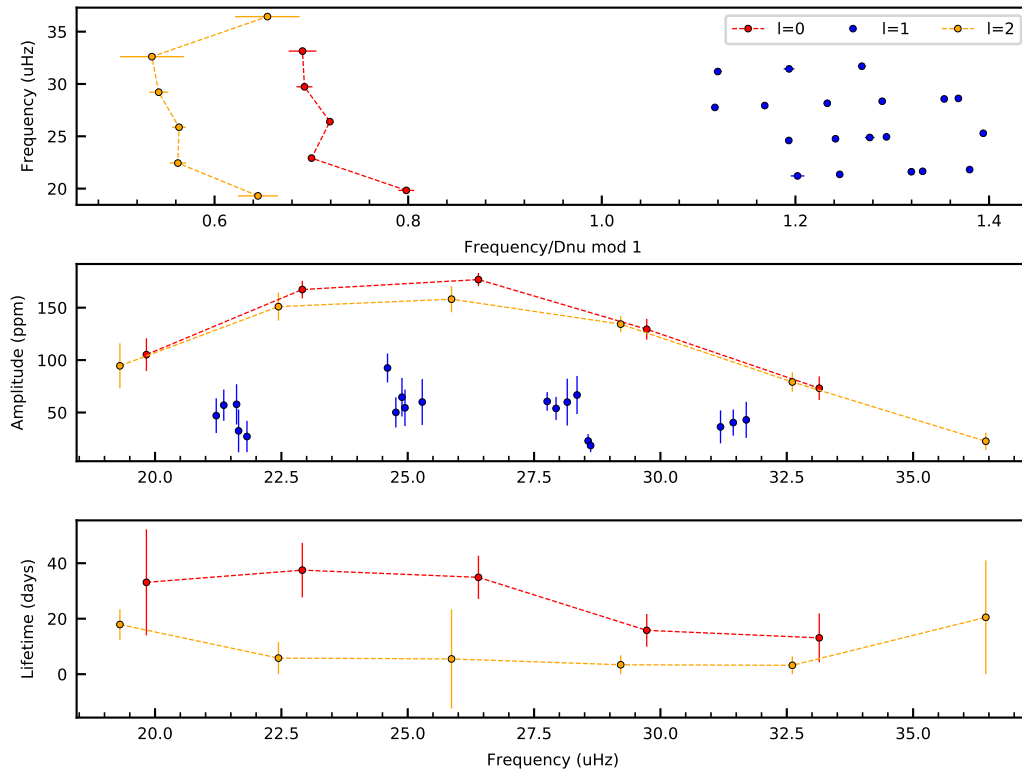 l=0 l=1 l=2
Frequency (uHz)
35
30
25
20
0.6 0.8 1.0 1.2 1.4
Frequency/Dnu mod 1
Amplitude (ppm)
150
100
50
20.0 22.5 25.0 27.5 30.0 32.5 35.0
Lifetime (days)
40
20
0
20.0 22.5 25.0 27.5 30.0 32.5 35.0
Frequency (uHz)